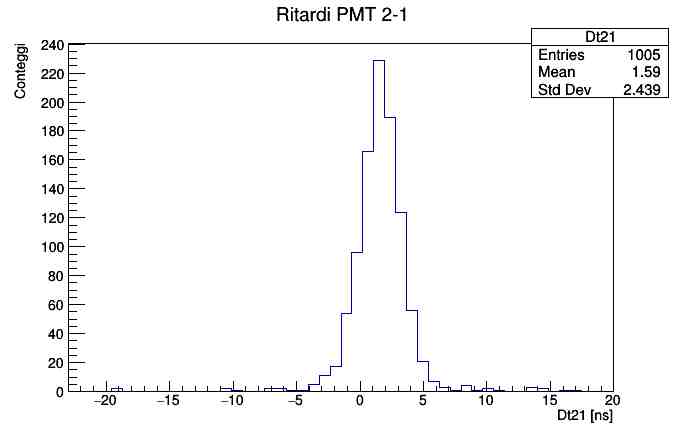 Ritardi PMT 2-1
Dt21
Entries 1005
Mean 1.59
Std Dev 2.439
Conteggi
240
220
200
180
160
140
120
100
80
60
40
20
0
−20 −15 −10 −5 0 5 10 15 20
Dt21 [ns]